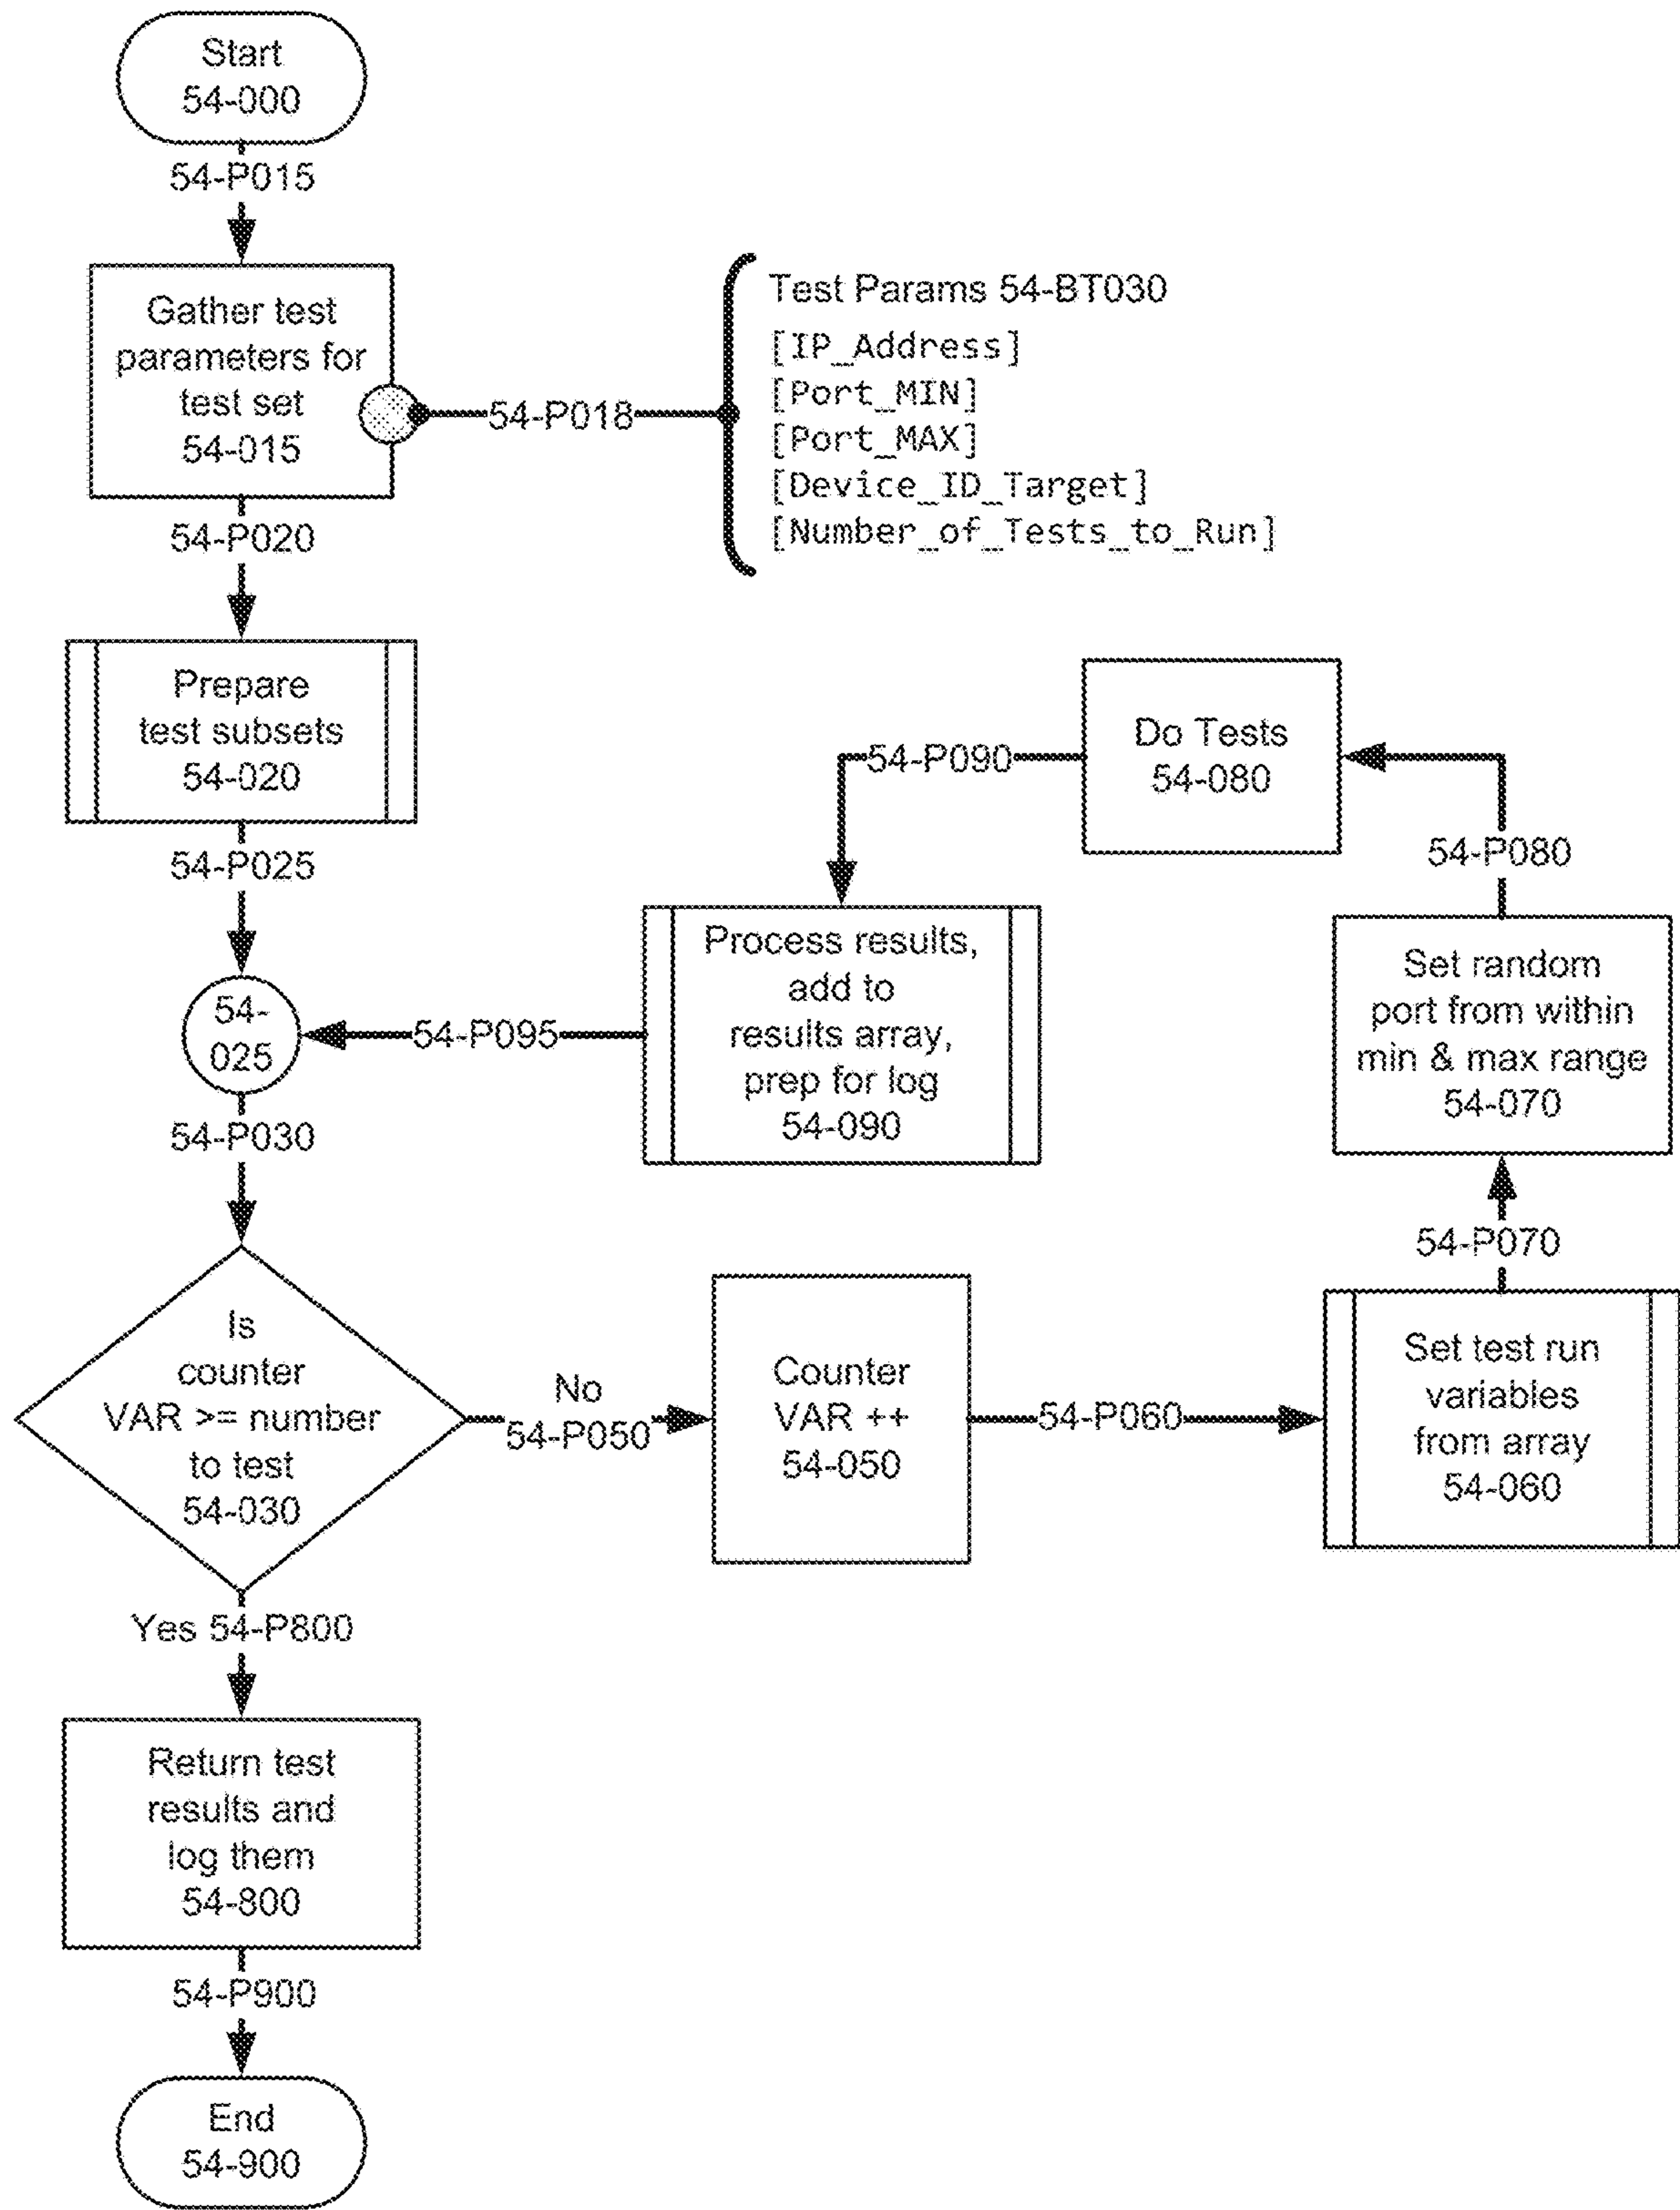 Start
54-000
54-P015
Gather test
parameters for
test set
54-015
54-P018
Test Params 54-BT030
[IP_Address]
[Port_MIN]
[Port_MAX]
[Device_ID_Target]
[Number_of_Tests_to_Run]
54-P020
Prepare
test subsets
54-020
54-P025
54-
025
54-P030
Is
counter
VAR >= number
to test
54-030
No
54-P050
Counter
VAR ++
54-050
54-P060
Set test run
variables
from array
54-060
54-P070
Set random
port from within
min & max range
54-070
54-P080
Do Tests
54-080
54-P090
Process results,
add to
results array,
prep for log
54-090
54-P095
Yes 54-P800
Return test
results and
log them
54-800
54-P900
End
54-900